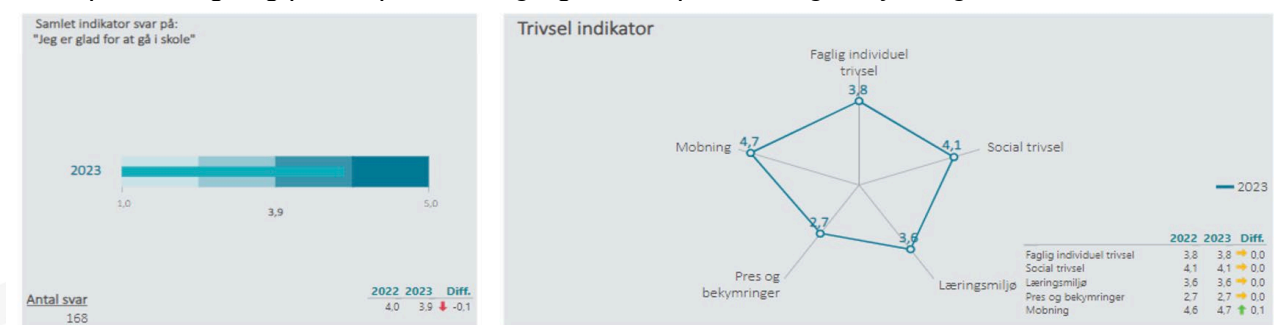 Samlet indikator svar på:
"Jeg er glad for at gå i skole"
2023
1,0
5,0
3,9
Antal svar
168
2022 2023 Diff.
4,0 3,9 -0,1
Trivsel indikator
Faglig individuel
trivsel
3,8
Mobning 4,7
4,1 Social trivsel
2023
2,7
3,6
Pres og
bekymringer
Læringsmiljø
2022 2023 Diff.
Faglig individuel trivsel 3,8 3,8 0,0
Social trivsel 4,1 4,1 0,0
Læringsmiljø 3,6 3,6 0,0
Pres og bekymringer 2,7 2,7 0,0
Mobning 4,6 4,7 0,1